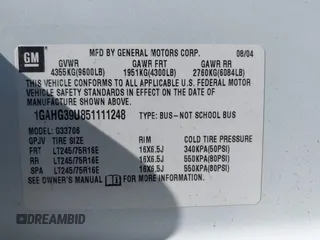 GM
MFD BY GENERAL MOTORS CORP. 08/04
GVWR GAWR FRT GAWR RR
4355KG(9600LB) 1951KG(4300LB) 2760KG(6084LB)
THIS VEHICLE CONFORMS TO ALL APPLICABLE U.S. FEDERAL
MOTOR VEHICLE SAFETY STANDARDS IN EFFECT ON THE DATE
OF MANUFACTURE SHOWN ABOVE.
1GAHG39U851111248 TYPE: BUS-NOT SCHOOL BUS
MODEL: G33706
GPJV TIRE SIZE RIM COLD TIRE PRESSURE
FRT LT245/75R16E 16X6.5J 340KPA(50PSI)
RR LT245/75R16E 16X6.5J 550KPA(80PSI)
SPA LT245/75R16E 16X6.5J 550KPA(80PSI)
SEE OWNER'S MANUAL FOR MORE INFORMATION.
DREAMBID